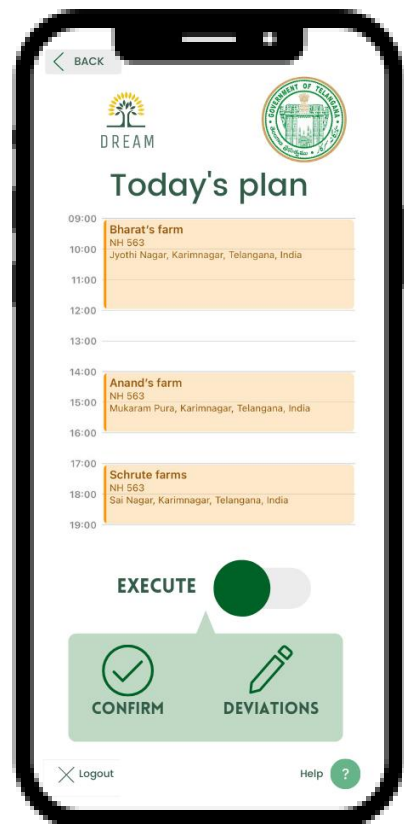 BACK
DREAM
GOVERNMENT OF TELANGANA
Today's plan
09:00
Bharat's farm
NH 563
10:00
Jyothi Nagar, Karimnagar, Telangana, India
11:00
12:00
13:00
14:00
Anand's farm
NH 563
15:00
Mukaram Pura, Karimnagar, Telangana, India
16:00
17:00
Schrute farms
NH 563
18:00
Sai Nagar, Karimnagar, Telangana, India
19:00
EXECUTE
CONFIRM
DEVIATIONS
Logout
Help
?